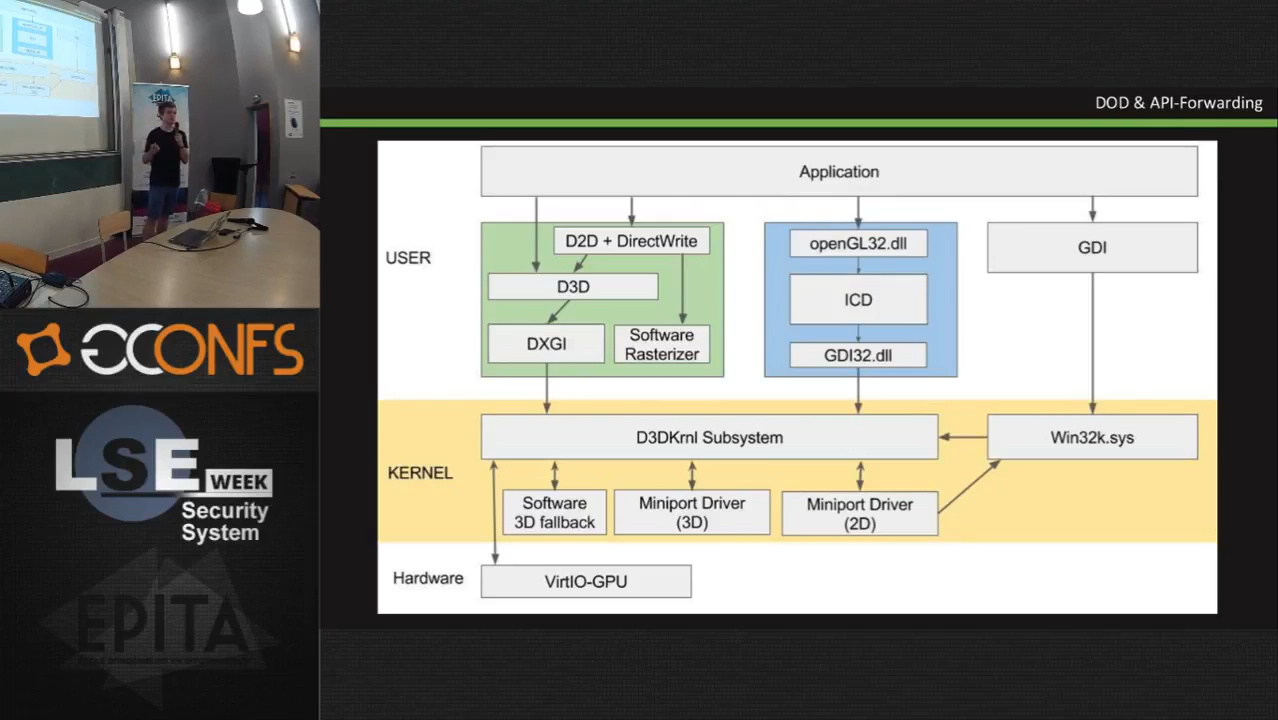 DOD & API-Forwarding
Application
USER
D2D + DirectWrite
D3D
DXGI
Software
Rasterizer
openGL32.dll
ICD
GDI32.dll
GDI
KERNEL
D3DKrnl Subsystem
Win32k.sys
Software
3D fallback
Miniport Driver
(3D)
Miniport Driver
(2D)
Hardware
VirtIO-GPU
EPITA
CONFS
LSE
WEEK
Security
System
EPITA